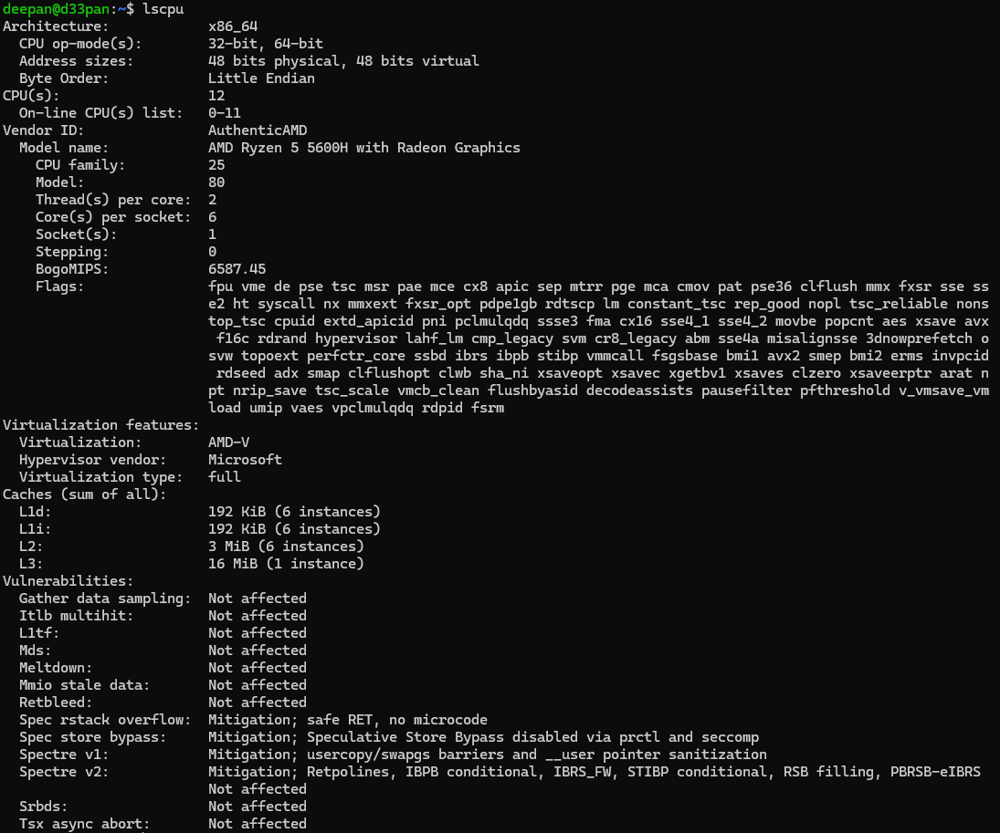 deepan@d33pan:~$ lscpu
Architecture:            x86_64
  CPU op-mode(s):        32-bit, 64-bit
  Address sizes:         48 bits physical, 48 bits virtual
  Byte Order:            Little Endian
CPU(s):                  12
  On-line CPU(s) list:   0-11
Vendor ID:               AuthenticAMD
  Model name:            AMD Ryzen 5 5600H with Radeon Graphics
    CPU family:          25
    Model:               80
    Thread(s) per core:  2
    Core(s) per socket:  6
    Socket(s):           1
    Stepping:            0
    BogoMIPS:            6587.45
    Flags:               fpu vme de pse tsc msr pae mce cx8 apic sep mtrr pge mca cmov pat pse36 clflush mmx fxsr sse ss
                         e2 ht syscall nx mmxext fxsr_opt pdpe1gb rdtscp lm constant_tsc rep_good nopl tsc_reliable nons
                         top_tsc cpuid extd_apicid pni pclmulqdq ssse3 fma cx16 sse4_1 sse4_2 movbe popcnt aes xsave avx
                          f16c rdrand hypervisor lahf_lm cmp_legacy svm cr8_legacy abm sse4a misalignsse 3dnowprefetch o
                         svw topoext perfctr_core ssbd ibrs ibpb stibp vmmcall fsgsbase bmi1 avx2 smep bmi2 erms invpcid
                          rdseed adx smap clflushopt clwb sha_ni xsaveopt xsavec xgetbv1 xsaves clzero xsaveerptr arat n
                         pt nrip_save tsc_scale vmcb_clean flushbyasid decodeassists pausefilter pfthreshold v_vmsave_vm
                         load umip vaes vpclmulqdq rdpid fsrm
Virtualization features:
  Virtualization:        AMD-V
  Hypervisor vendor:     Microsoft
  Virtualization type:   full
Caches (sum of all):
  L1d:                   192 KiB (6 instances)
  L1i:                   192 KiB (6 instances)
  L2:                    3 MiB (6 instances)
  L3:                    16 MiB (1 instance)
Vulnerabilities:
  Gather data sampling:  Not affected
  Itlb multihit:         Not affected
  L1tf:                  Not affected
  Mds:                   Not affected
  Meltdown:              Not affected
  Mmio stale data:       Not affected
  Retbleed:              Not affected
  Spec rstack overflow:  Mitigation; safe RET, no microcode
  Spec store bypass:     Mitigation; Speculative Store Bypass disabled via prctl and seccomp
  Spectre v1:            Mitigation; usercopy/swapgs barriers and __user pointer sanitization
  Spectre v2:            Mitigation; Retpolines, IBPB conditional, IBRS_FW, STIBP conditional, RSB filling, PBRSB-eIBRS
                         Not affected
  Srbds:                 Not affected
  Tsx async abort:       Not affected